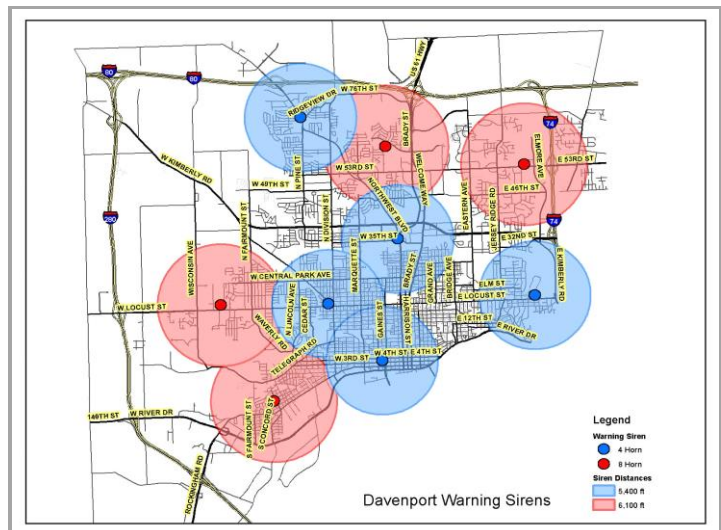 80
80
US 61 HWY
W 76TH ST
RIDGEVIEW DR
BRADY ST
74
ELMORE AVE
W KIMBERLY RD
N PINE ST
W 53RD ST
WELCOME WAY
E 53RD ST
W 49TH ST
NORTHWEST BLVD
E 46TH ST
280
N FAIRMOUNT ST
N DIVISION ST
EASTERN AVE
JERSEY RIDGE RD
74
W 35TH ST
E 32ND ST
WISCONSIN AVE
MARQUETTE ST
BRADY ST
E KIMBERLY RD
W CENTRAL PARK AVE
GRAND AVE
BRIDGE AVE
ELM ST
W LOCUST ST
N LINCOLN AVE
CEDAR ST
GAINES ST
HARRISON ST
E LOCUST ST
WAVERLY RD
E 12TH ST
E RIVER DR
TELEGRAPH RD
W 3RD ST
W 4TH ST
E 4TH ST
W RIVER DR
S FAIRMOUNT ST
S CONCORD ST
ROCKINGHAM RD
Legend
Warning Siren
4 Horn
8 Horn
Siren Distances
5,400 ft
6,100 ft
Davenport Warning Sirens